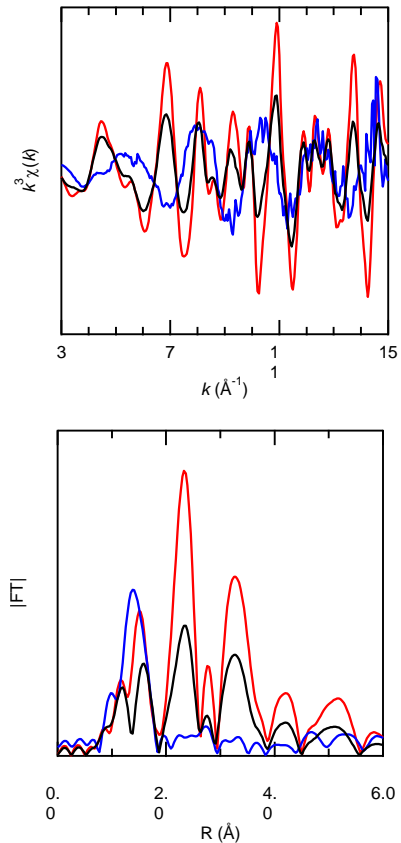 k³χ(k)
3 7 1 15
1
k (Å⁻¹)
|FT|
0. 2. 4. 6.0
0 0 0
R (Å)